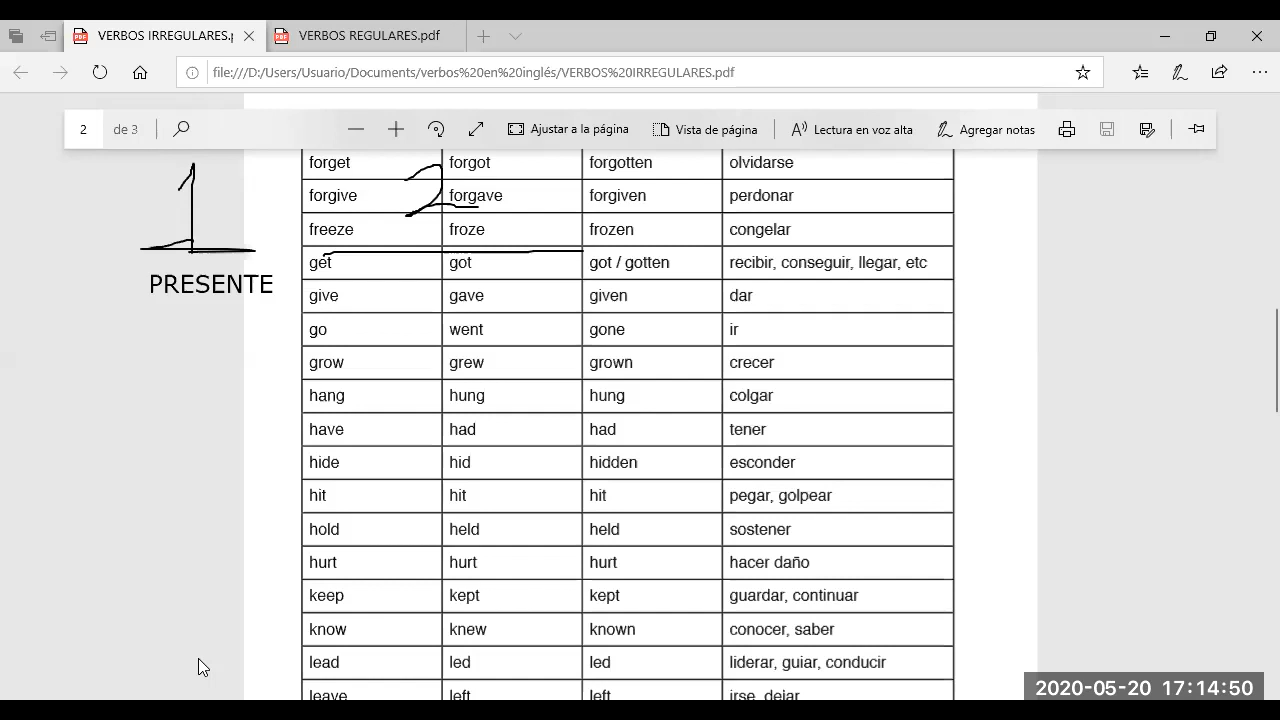 VERBOS IRREGULARES.p VERBOS REGULARES.pdf
file:///D:/Users/Usuario/Documents/verbos%20en%20inglés/VERBOS%20IRREGULARES.pdf
2 de 3 Ajustar a la página Vista de página Lectura en voz alta Agregar notas
forget forgot forgotten olvidarse
1 2
forgive forgave forgiven perdonar
freeze froze frozen congelar
get got got / gotten recibir, conseguir, llegar, etc
PRESENTE
give gave given dar
go went gone ir
grow grew grown crecer
hang hung hung colgar
have had had tener
hide hid hidden esconder
hit hit hit pegar, golpear
hold held held sostener
hurt hurt hurt hacer daño
keep kept kept guardar, continuar
know knew known conocer, saber
lead led led liderar, guiar, conducir
leave left left irse, dejar
2020-05-20 17:14:50